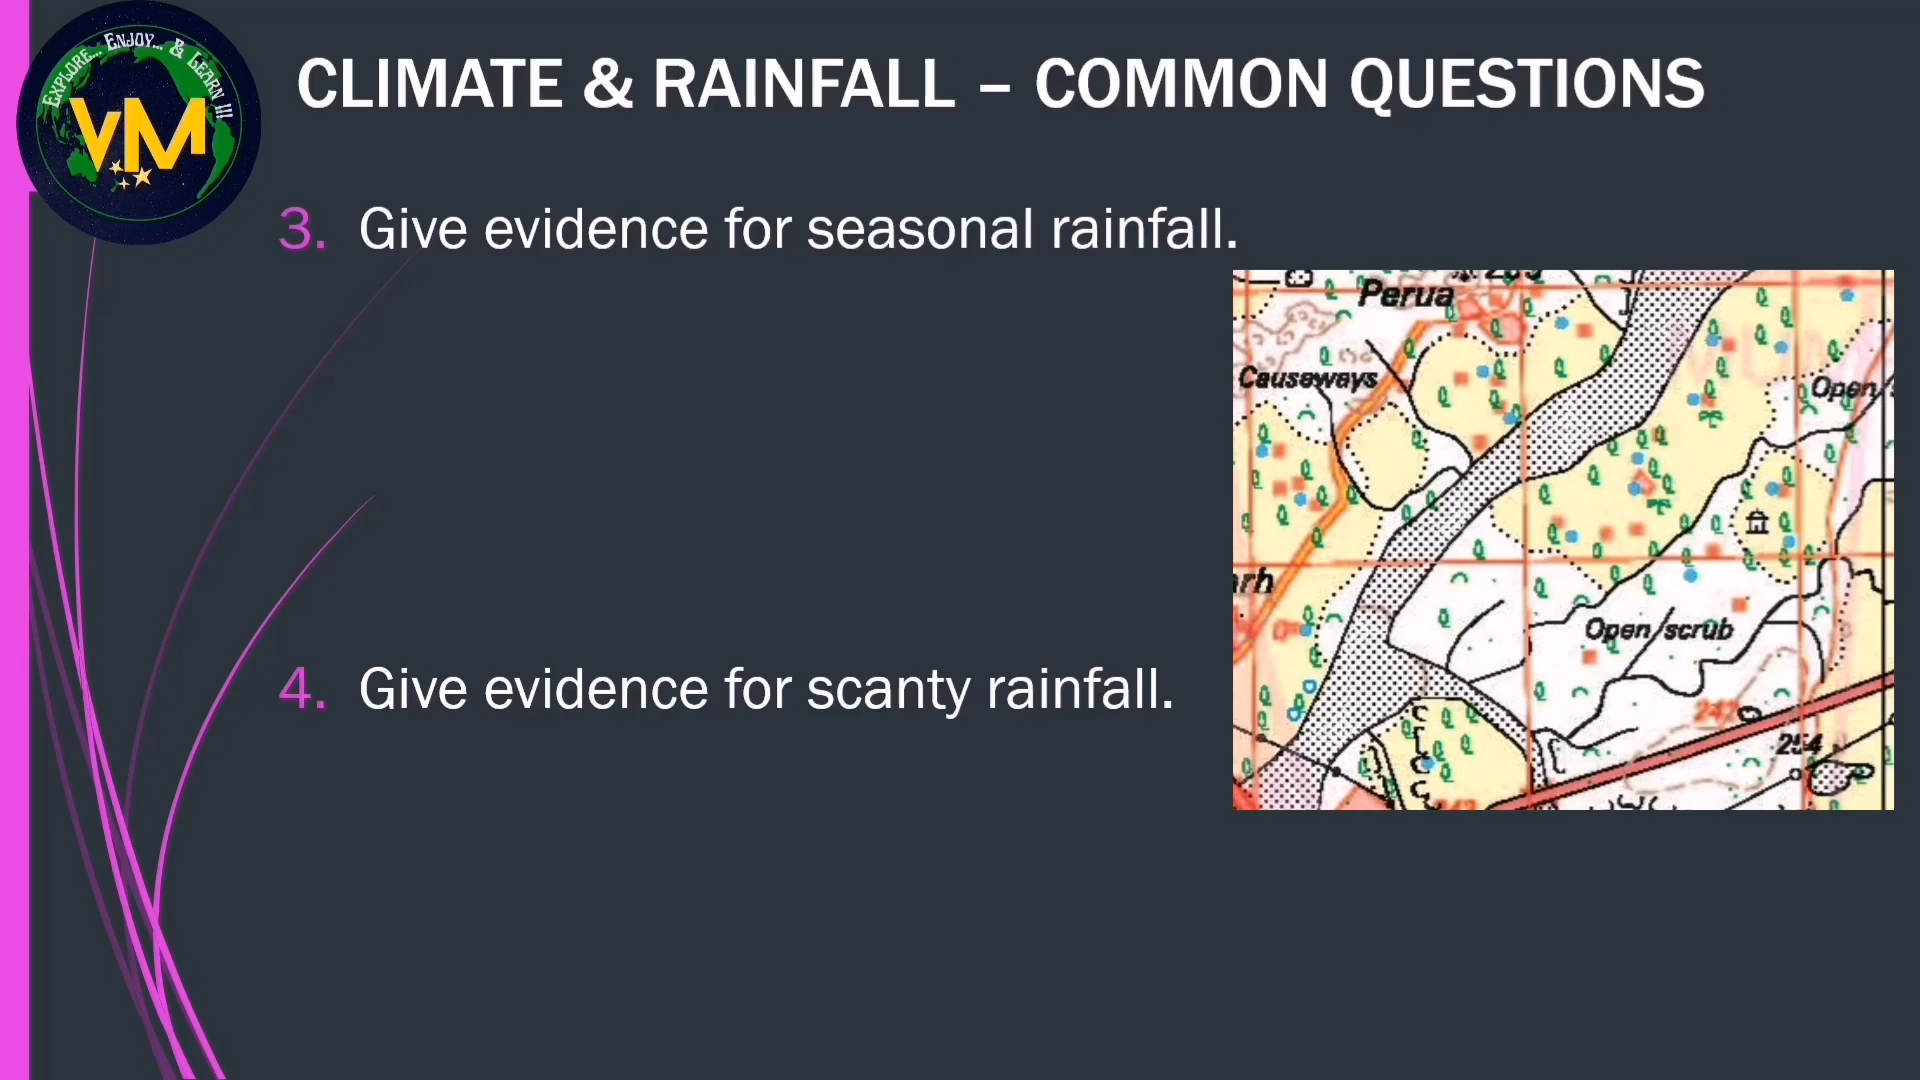 EXPLORE... ENJOY... & LEARN !!!
VM
CLIMATE & RAINFALL – COMMON QUESTIONS
3. Give evidence for seasonal rainfall.
4. Give evidence for scanty rainfall.
Perua
Causeways
Open
Open scrub
247
254